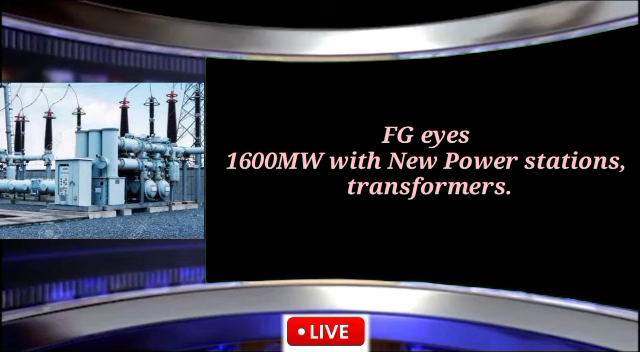 FG eyes
1600MW with New Power stations,
transformers.
LIVE